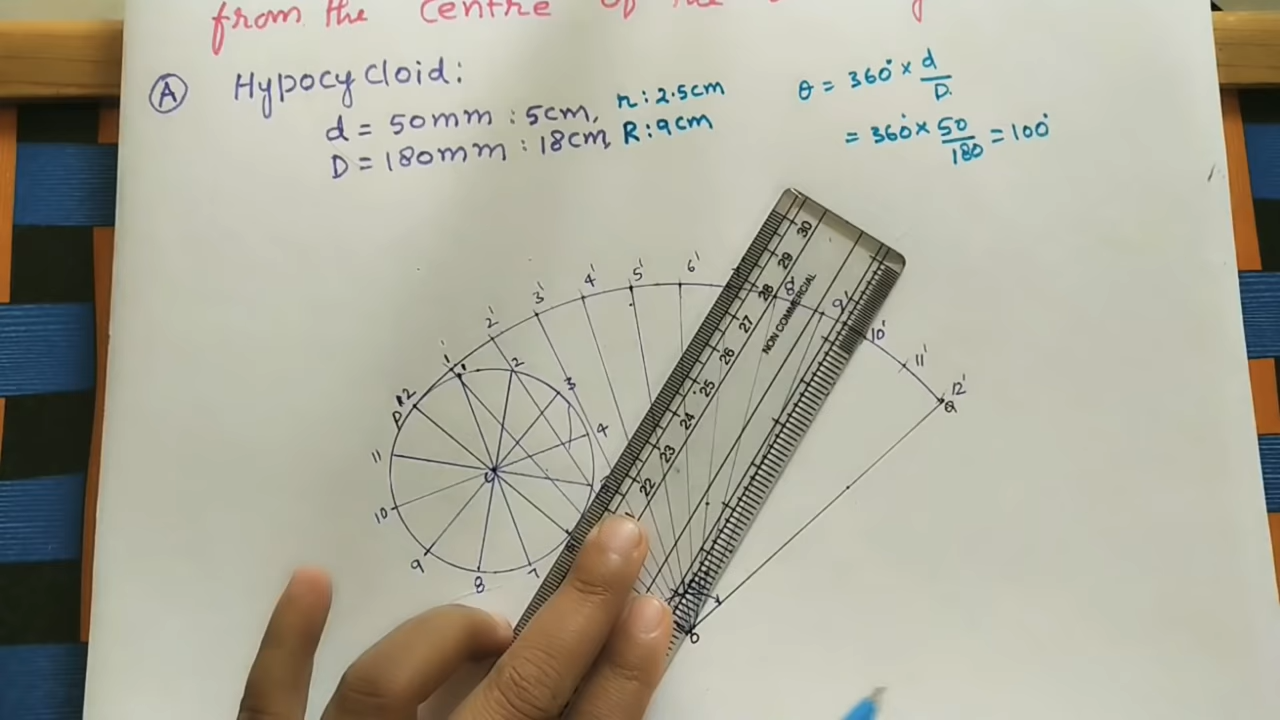 from the centre of
A Hypocycloid:
d = 50mm : 5cm, r : 2.5cm
D = 180mm : 18cm, R : 9cm
θ = 360° × d/D
= 360° × 50/180 = 100°
1' 2' 3' 4' 5' 6' 8' 9' 10' 11' 12'
P 12 1 2 3 4 7 8 9 10 11
C
Q
O
22 23 24 25 26 27 28 29 30
NON COMMERCIAL